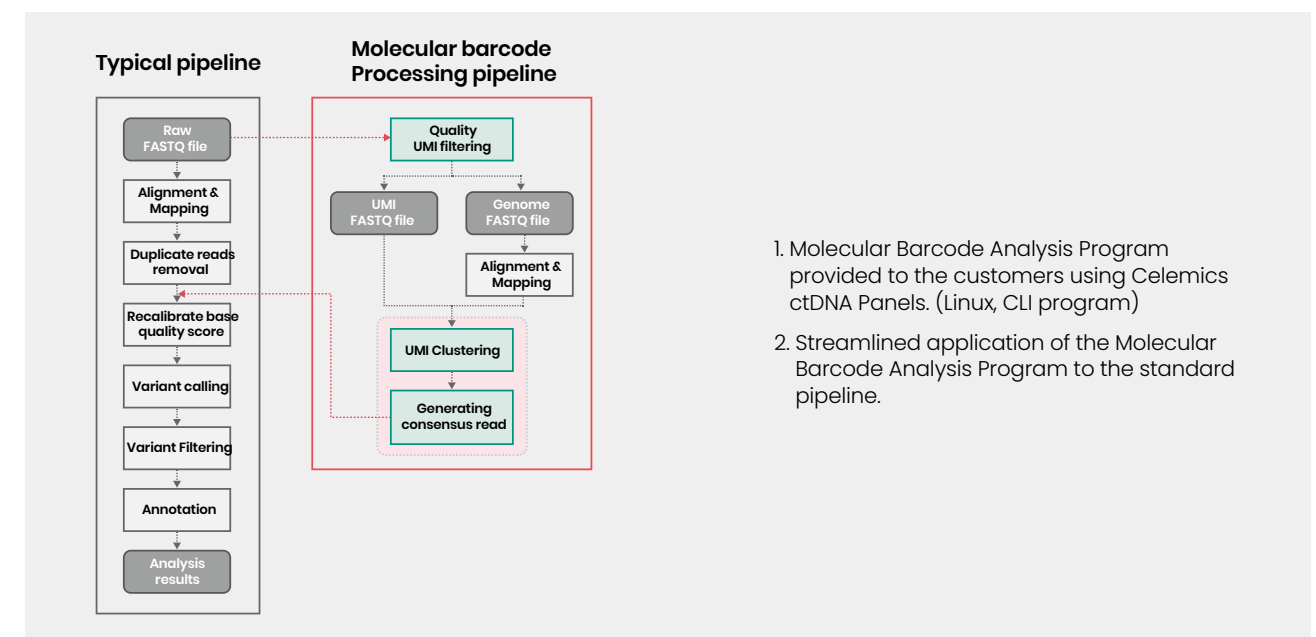 Typical pipeline
Raw
FASTQ file
Alignment &
Mapping
Duplicate reads
removal
Recalibrate base
quality score
Variant calling
Variant Filtering
Annotation
Analysis
results
Molecular barcode
Processing pipeline
Quality
UMI filtering
UMI
FASTQ file
Genome
FASTQ file
Alignment &
Mapping
UMI Clustering
Generating
consensus read
1. Molecular Barcode Analysis Program
provided to the customers using Celemics
ctDNA Panels. (Linux, CLI program)
2. Streamlined application of the Molecular
Barcode Analysis Program to the standard
pipeline.